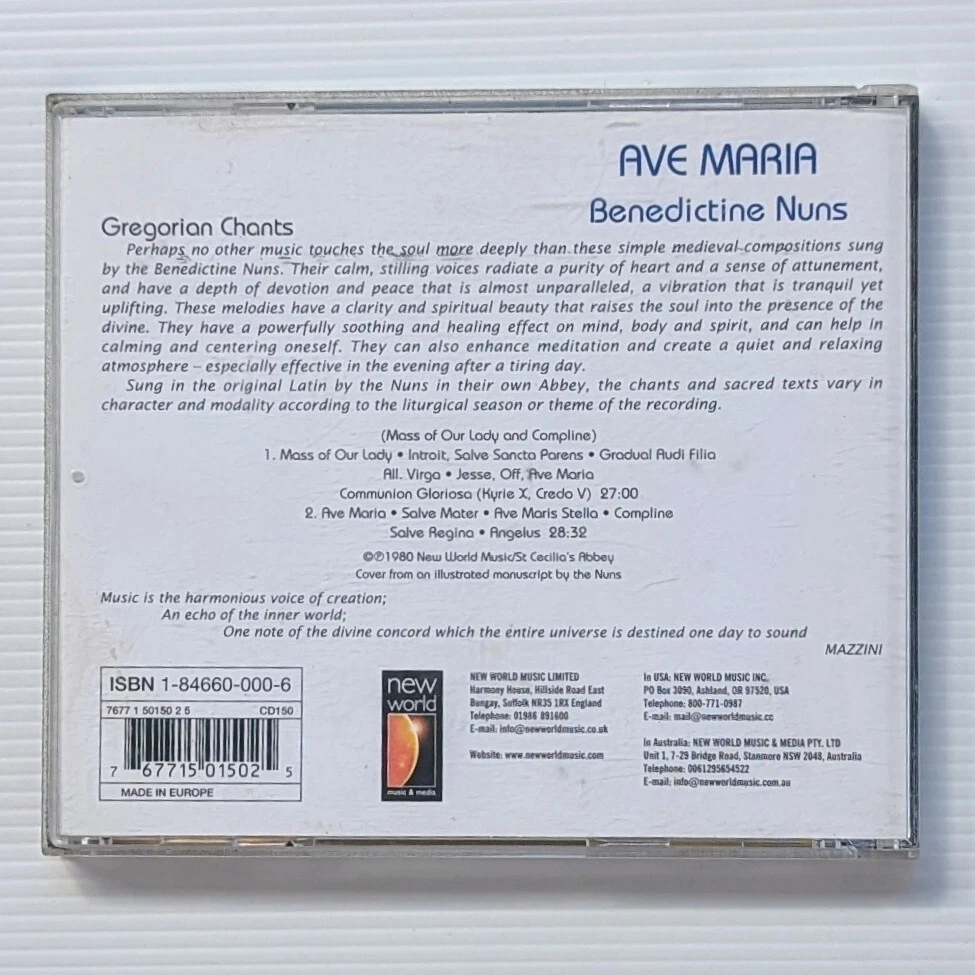 AVE MARIA
Benedictine Nuns
Gregorian Chants
Perhaps no other music touches the soul more deeply than these simple medieval compositions sung
by the Benedictine Nuns. Their calm, stilling voices radiate a purity of heart and a sense of attunement,
and have a depth of devotion and peace that is almost unparalleled, a vibration that is tranquil yet
uplifting. These melodies have a clarity and spiritual beauty that raises the soul into the presence of the
divine. They have a powerfully soothing and healing effect on mind, body and spirit, and can help in
calming and centering oneself. They can also enhance meditation and create a quiet and relaxing
atmosphere – especially effective in the evening after a tiring day.
Sung in the original Latin by the Nuns in their own Abbey, the chants and sacred texts vary in
character and modality according to the liturgical season or theme of the recording.
(Mass of Our Lady and Compline)
1. Mass of Our Lady • Introit, Salve Sancta Parens • Gradual Audi Filia
All. Virga • Jesse, Off, Ave Maria
Communion Gloriosa (Kyrie X, Credo V) 27:00
2. Ave Maria • Salve Mater • Ave Maris Stella • Compline
Salve Regina • Angelus 28:32
©℗1980 New World Music/St Cecilia's Abbey
Cover from an illustrated manuscript by the Nuns
Music is the harmonious voice of creation;
An echo of the inner world;
One note of the divine concord which the entire universe is destined one day to sound
MAZZINI
ISBN 1-84660-000-6
7677 1 50150 2 5 CD150
7 67715 01502 5
MADE IN EUROPE
new
world
music & media
NEW WORLD MUSIC LIMITED
Harmony House, Hillside Road East
Bungay, Suffolk NR35 1RX England
Telephone: 01986 891600
E-mail: info@newworldmusic.co.uk
Website: www.newworldmusic.com
In USA: NEW WORLD MUSIC INC.
PO Box 3090, Ashland, OR 97520, USA
Telephone: 800-771-0987
E-mail: mail@newworldmusic.cc
In Australia: NEW WORLD MUSIC & MEDIA PTY. LTD
Unit 1, 7-29 Bridge Road, Stanmore NSW 2048, Australia
Telephone: 0061295654522
E-mail: info@newworldmusic.com.au